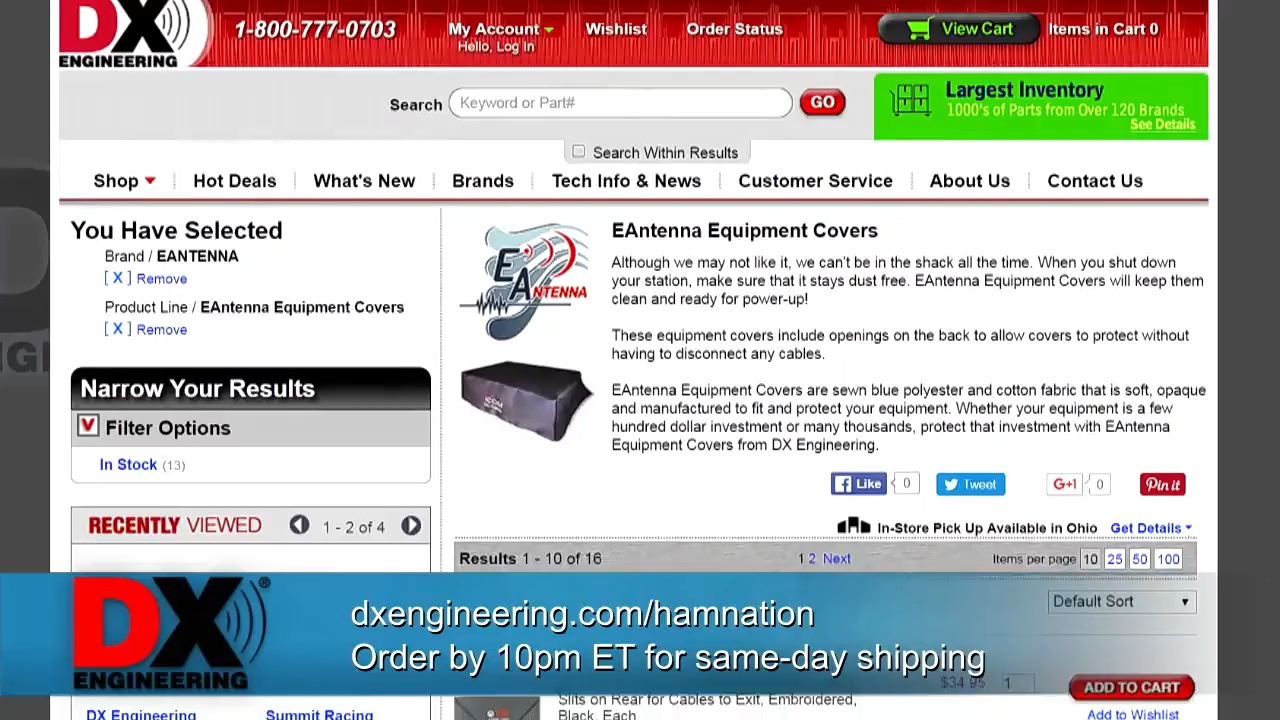 DX
ENGINEERING
1-800-777-0703
My Account
Hello, Log In
Wishlist
Order Status
View Cart
Items in Cart 0
Search
Keyword or Part#
GO
Largest Inventory
1000's of Parts from Over 120 Brands
See Details
Search Within Results
Shop
Hot Deals
What's New
Brands
Tech Info & News
Customer Service
About Us
Contact Us
You Have Selected
Brand / EANTENNA
[ X ] Remove
Product Line / EAntenna Equipment Covers
[ X ] Remove
Narrow Your Results
Filter Options
In Stock (13)
RECENTLY VIEWED
1 - 2 of 4
EANTENNA
EAntenna Equipment Covers
Although we may not like it, we can't be in the shack all the time. When you shut down
your station, make sure that it stays dust free. EAntenna Equipment Covers will keep them
clean and ready for power-up!
These equipment covers include openings on the back to allow covers to protect without
having to disconnect any cables.
EAntenna Equipment Covers are sewn blue polyester and cotton fabric that is soft, opaque
and manufactured to fit and protect your equipment. Whether your equipment is a few
hundred dollar investment or many thousands, protect that investment with EAntenna
Equipment Covers from DX Engineering.
Like
0
Tweet
G+1
0
Pin it
In-Store Pick Up Available in Ohio
Get Details
Results 1 - 10 of 16
1 2 Next
Items per page 10 25 50 100
Default Sort
DX
ENGINEERING
®
dxengineering.com/hamnation
Order by 10pm ET for same-day shipping
$34.95
1
ADD TO CART
Slits on Rear for Cables to Exit, Embroidered,
Black, Each
Add to Wishlist
DX Engineering
Summit Racing